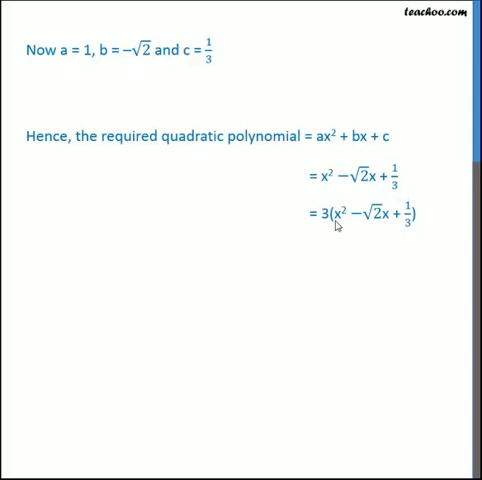 teachoo.com
Now a = 1, b = −√2 and c = 1/3
Hence, the required quadratic polynomial = ax² + bx + c
= x² −√2x + 1/3
= 3(x² −√2x + 1/3)